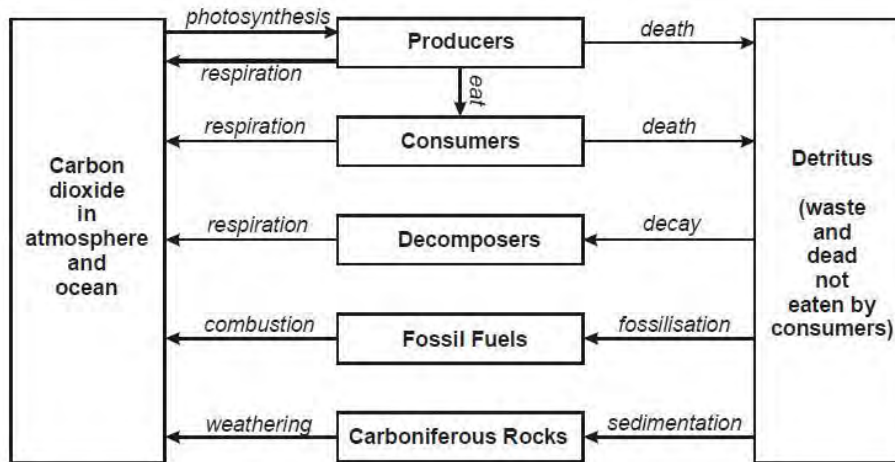 photosynthesis
Producers
death
respiration
eat
respiration
Consumers
death
Carbon
dioxide
in
atmosphere
and
ocean
Detritus
(waste
and
dead
not
eaten by
consumers)
respiration
Decomposers
decay
combustion
Fossil Fuels
fossilisation
weathering
Carboniferous Rocks
sedimentation